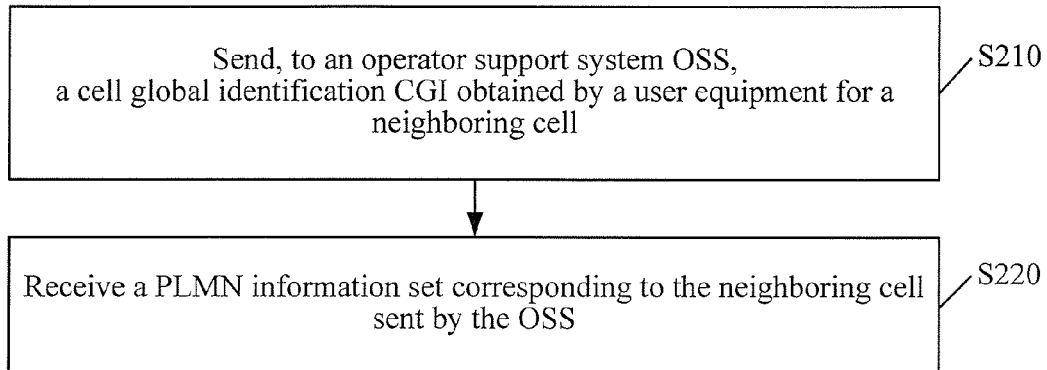 Send, to an operator support system OSS,
a cell global identification CGI obtained by a user equipment for a
neighboring cell
S210
Receive a PLMN information set corresponding to the neighboring cell
sent by the OSS
S220